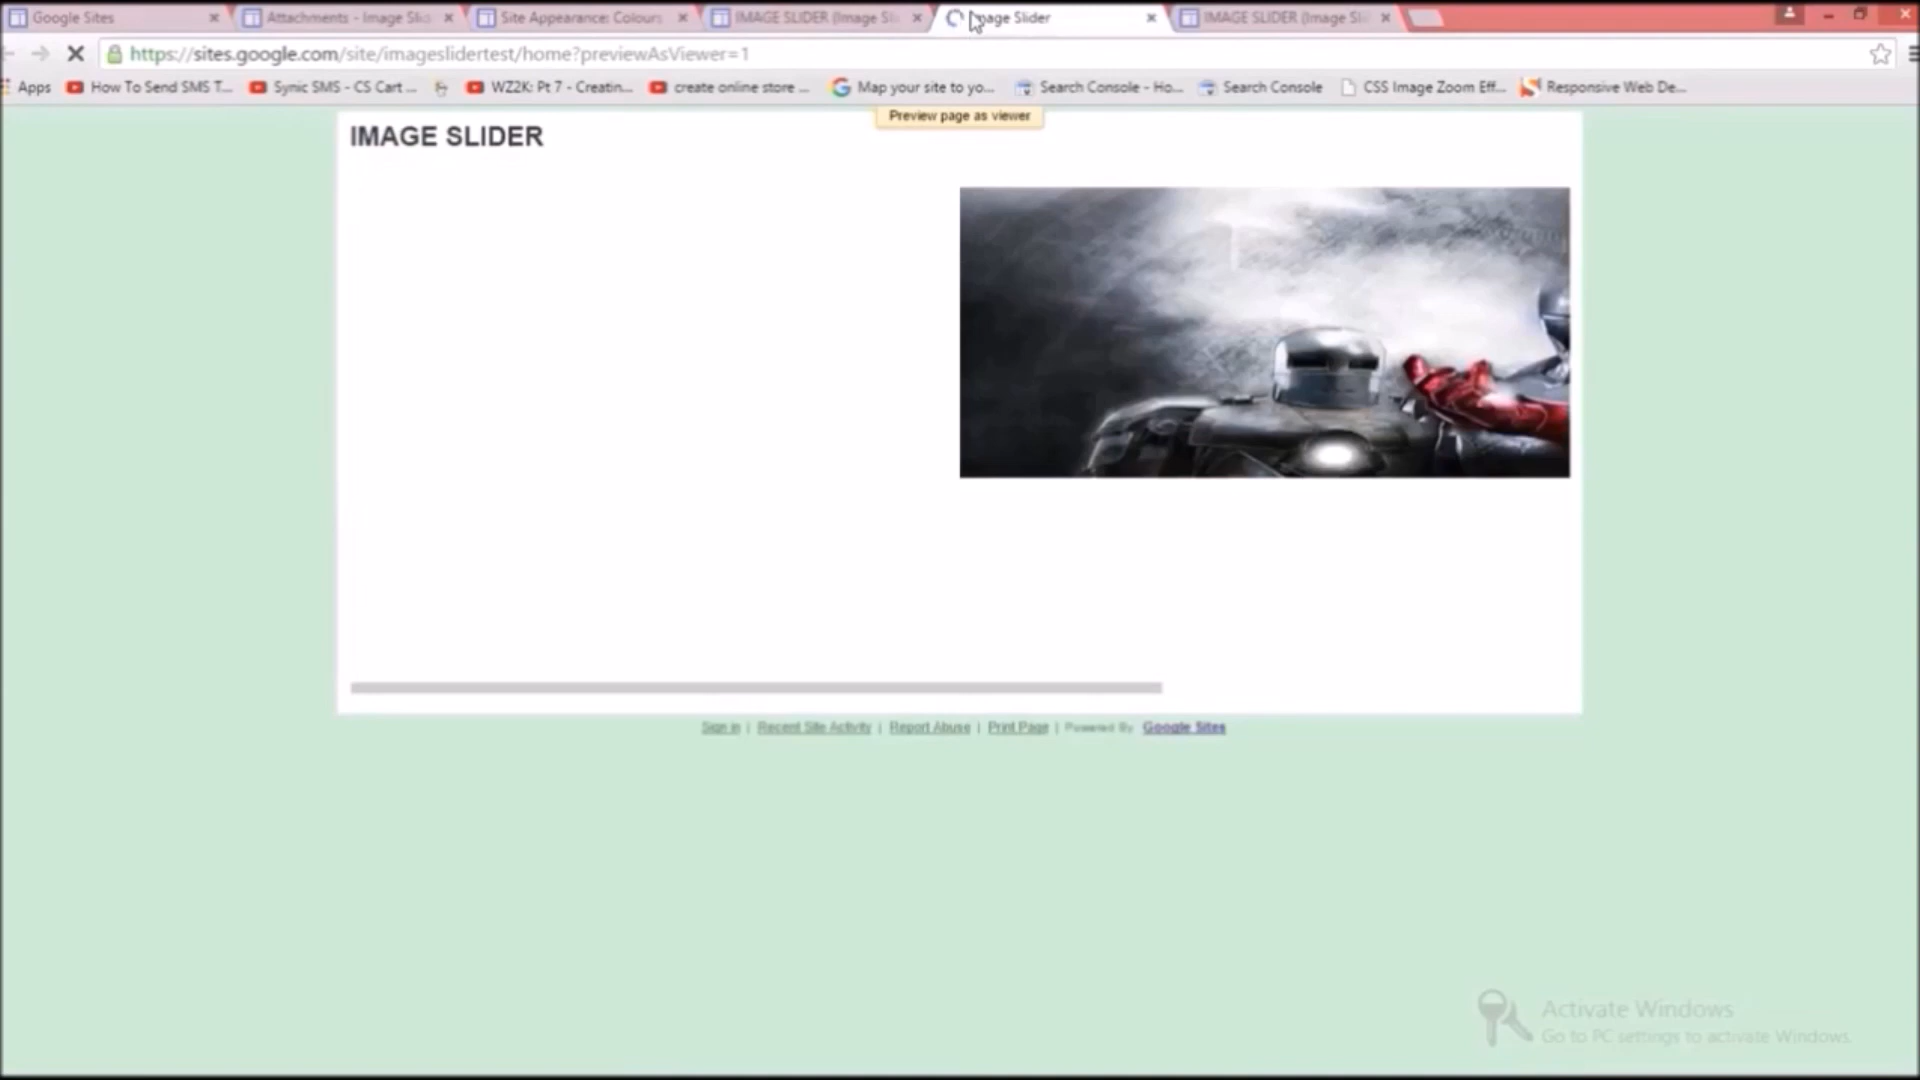 Google Sites
Attachments - Image Slid
Site Appearance: Colours
IMAGE SLIDER (Image Sli
Image Slider
IMAGE SLIDER (Image Sli
https://sites.google.com/site/imageslidertest/home?previewAsViewer=1
Apps
How To Send SMS T...
Synic SMS - CS Cart ...
WZ2K: Pt 7 - Creatin...
create online store ...
Map your site to yo...
Search Console - Ho...
Search Console
CSS Image Zoom Eff...
Responsive Web De...
Preview page as viewer
IMAGE SLIDER
Sign in | Recent Site Activity | Report Abuse | Print Page | Powered By Google Sites
Activate Windows
Go to PC settings to activate Windows.